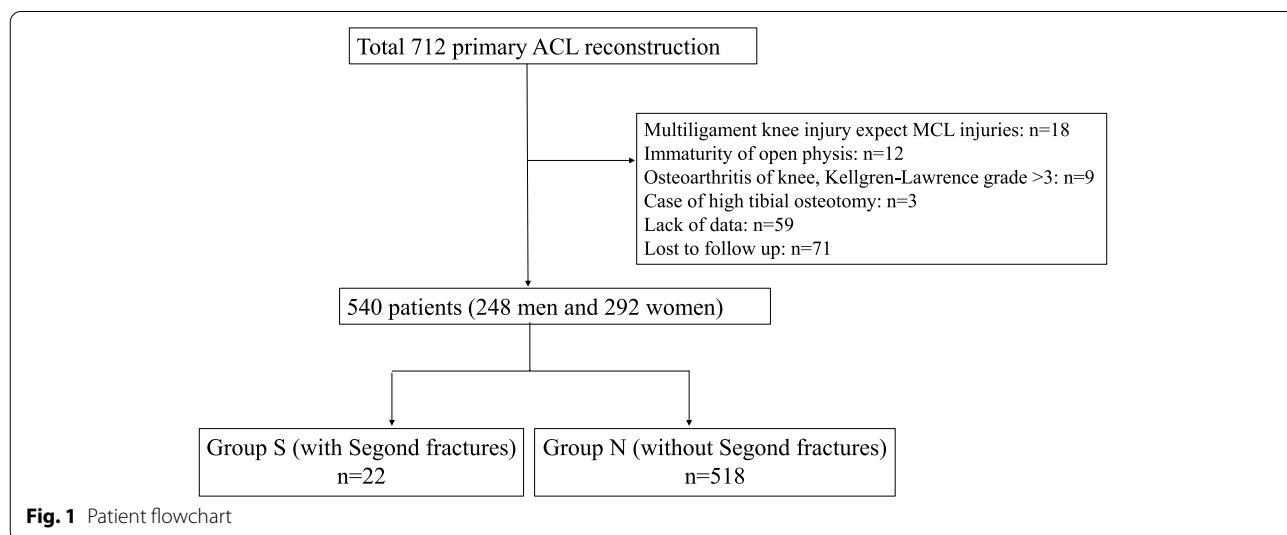 Total 712 primary ACL reconstruction
Multiligament knee injury expect MCL injuries: n=18
Immaturity of open physis: n=12
Osteoarthritis of knee, Kellgren-Lawrence grade >3: n=9
Case of high tibial osteotomy: n=3
Lack of data: n=59
Lost to follow up: n=71
540 patients (248 men and 292 women)
Group S (with Segond fractures)
n=22
Group N (without Segond fractures)
n=518
Fig. 1 Patient flowchart